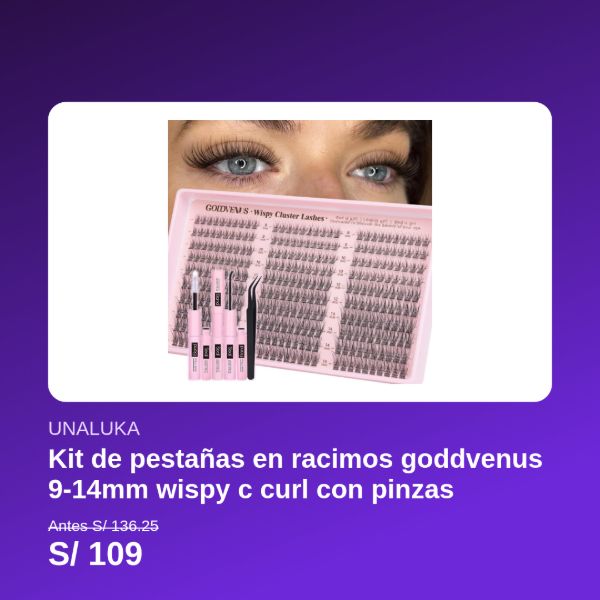 GODDVENUS · Wispy Cluster Lashes ·
UNALUKA
Kit de pestañas en racimos goddvenus
9-14mm wispy c curl con pinzas
Antes S/ 136.25
S/ 109